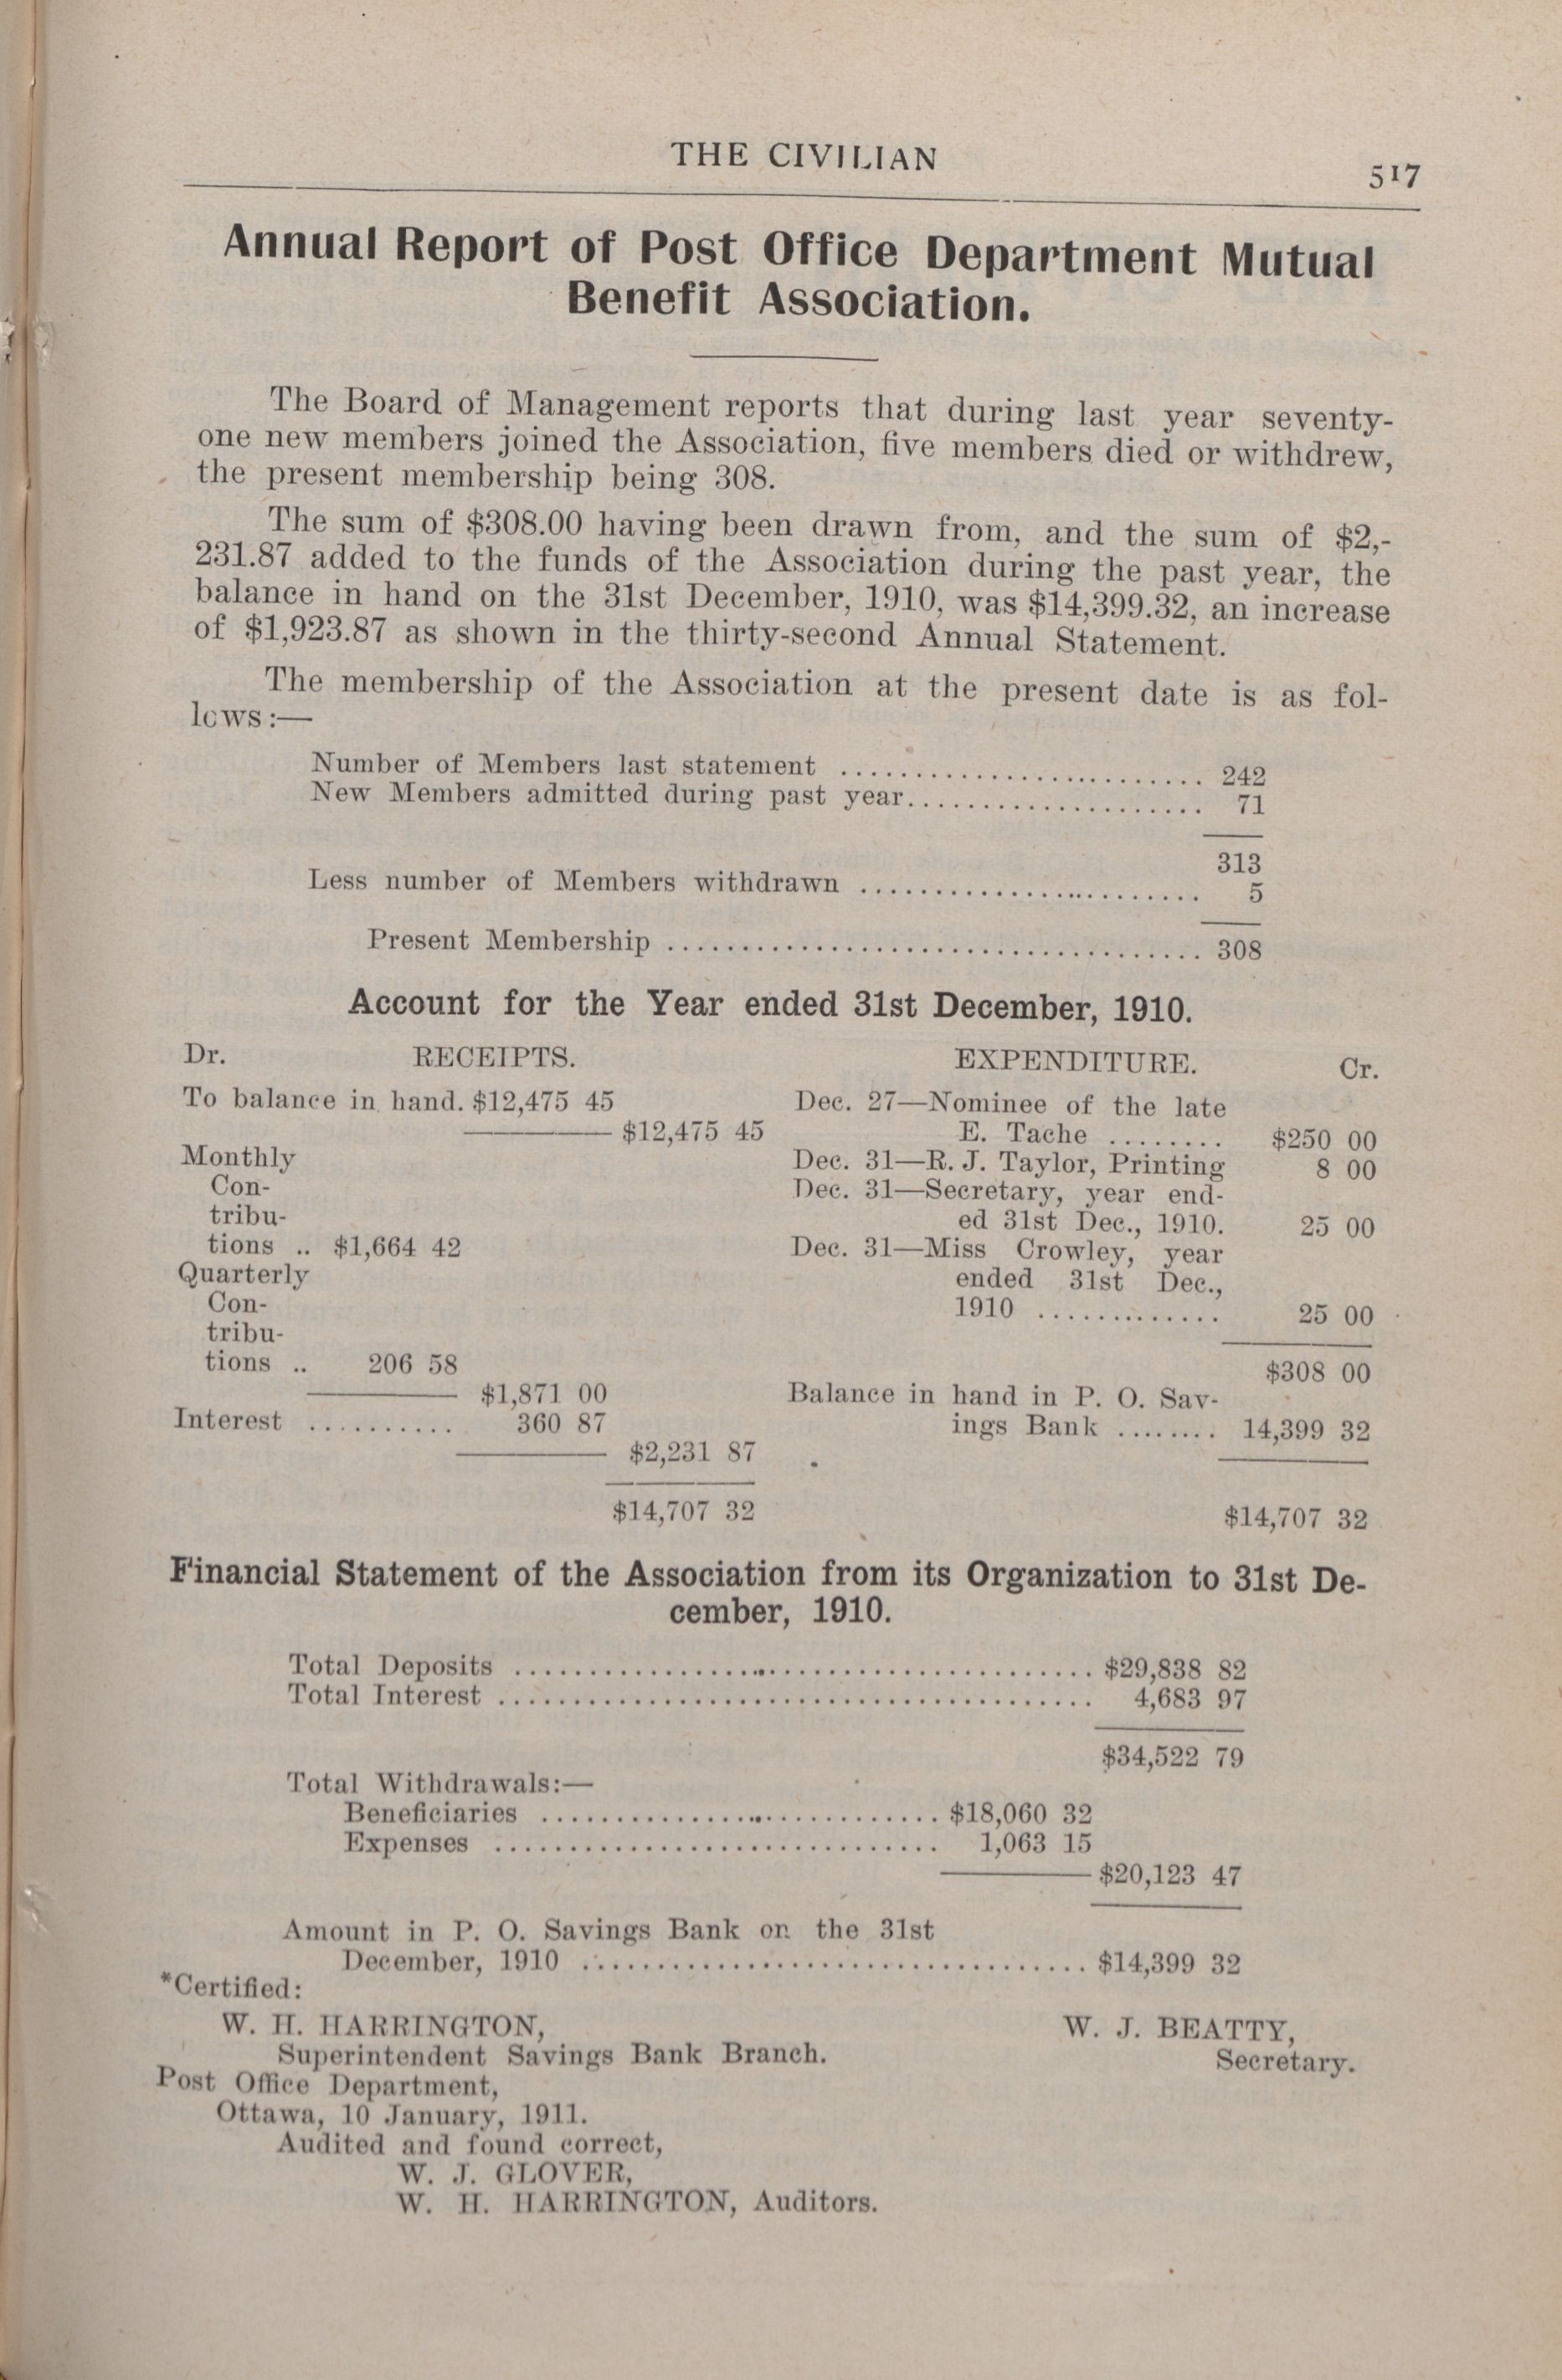 THE CIVILIAN
517
Annual Report of Post Office Department Mutual
Benefit Association.
The Board of Management reports that during last year seventy-
one new members joined the Association, five members died or withdrew,
the present membership being 308.
The sum of $308.00 having been drawn from, and the sum of $2,-
231.87 added to the funds of the Association during the past year, the
balance in hand on the 31st December, 1910, was $14,399.32, an increase
of $1,923.87 as shown in the thirty-second Annual Statement.
The membership of the Association at the present date is as fol-
lows:—
Number of Members last statement ........................ 242
New Members admitted during past year.................... 71
313
Less number of Members withdrawn ....................... 5
Present Membership .................................... 308
Account for the Year ended 31st December, 1910.
Dr. RECEIPTS.
To balance in hand. $12,475 45
$12,475 45
Monthly
Con-
tribu-
tions .. $1,664 42
Quarterly
Con-
tribu-
tions .. 206 58
$1,871 00
Interest .......... 360 87
$2,231 87
$14,707 32
EXPENDITURE. Cr.
Dec. 27—Nominee of the late
E. Tache ........ $250 00
Dec. 31—R. J. Taylor, Printing 8 00
Dec. 31—Secretary, year end-
ed 31st Dec., 1910. 25 00
Dec. 31—Miss Crowley, year
ended 31st Dec.,
1910 ............. 25 00
$308 00
Balance in hand in P. O. Sav-
ings Bank ........ 14,399 32
$14,707 32
Financial Statement of the Association from its Organization to 31st De-
cember, 1910.
Total Deposits ....................................... $29,838 82
Total Interest ........................................ 4,683 97
$34,522 79
Total Withdrawals:—
Beneficiaries ........................... $18,060 32
Expenses .............................. 1,063 15
$20,123 47
Amount in P. O. Savings Bank on the 31st
December, 1910 .................................. $14,399 32
*Certified:
W. H. HARRINGTON,
Superintendent Savings Bank Branch.
W. J. BEATTY,
Secretary.
Post Office Department,
Ottawa, 10 January, 1911.
Audited and found correct,
W. J. GLOVER,
W. H. HARRINGTON, Auditors.